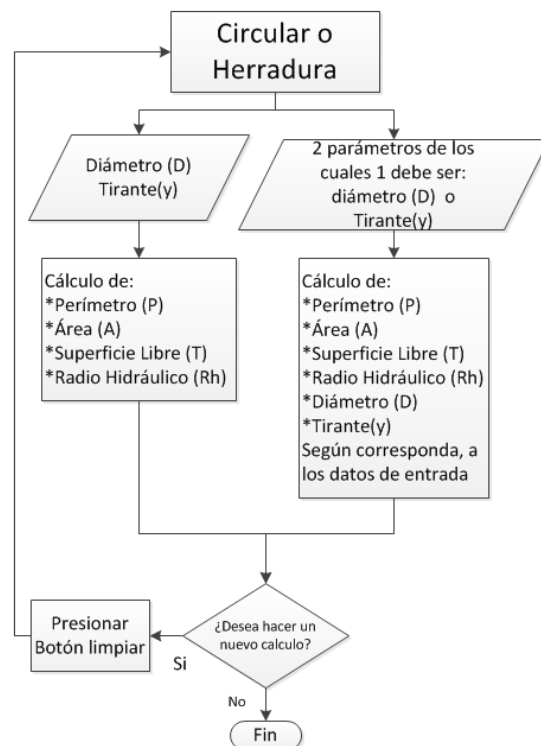 Circular o
Herradura
Diámetro (D)
Tirante(y)
2 parámetros de los
cuales 1 debe ser:
diámetro (D)  o
Tirante(y)
Cálculo de:
*Perímetro (P)
*Área (A)
*Superficie Libre (T)
*Radio Hidráulico (Rh)
Cálculo de:
*Perímetro (P)
*Área (A)
*Superficie Libre (T)
*Radio Hidráulico (Rh)
*Diámetro (D)
*Tirante(y)
Según corresponda, a
los datos de entrada
¿Desea hacer un
nuevo calculo?
Presionar
Botón limpiar
Si
No
Fin